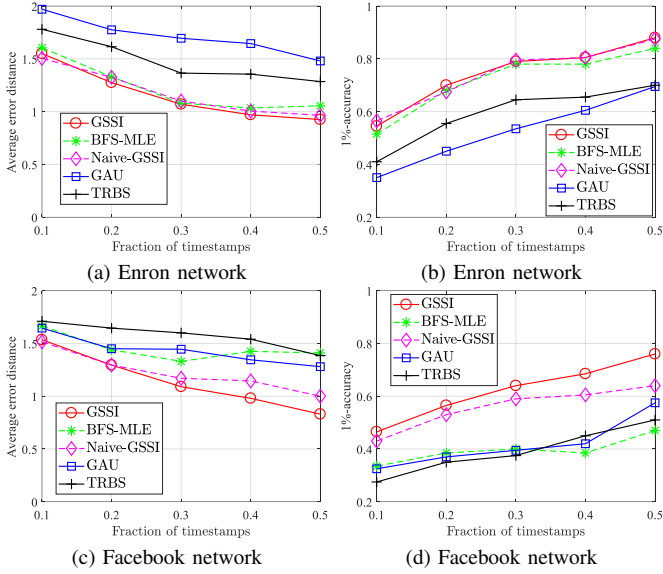 2
1.5
1
0.5
0
0.1
0.2
0.3
0.4
0.5
Average error distance
Fraction of timestamps
GSSI
BFS-MLE
Naive-GSSI
GAU
TRBS
(a) Enron network
1
0.8
0.6
0.4
0.2
0.1
0.2
0.3
0.4
0.5
1%-accuracy
Fraction of timestamps
GSSI
BFS-MLE
Naive-GSSI
GAU
TRBS
(b) Enron network
2
1.5
1
0.5
0
0.1
0.2
0.3
0.4
0.5
Average error distance
Fraction of timestamps
GSSI
BFS-MLE
Naive-GSSI
GAU
TRBS
(c) Facebook network
1
0.8
0.6
0.4
0.2
0.1
0.2
0.3
0.4
0.5
1%-accuracy
Fraction of timestamps
GSSI
BFS-MLE
Naive-GSSI
GAU
TRBS
(d) Facebook network